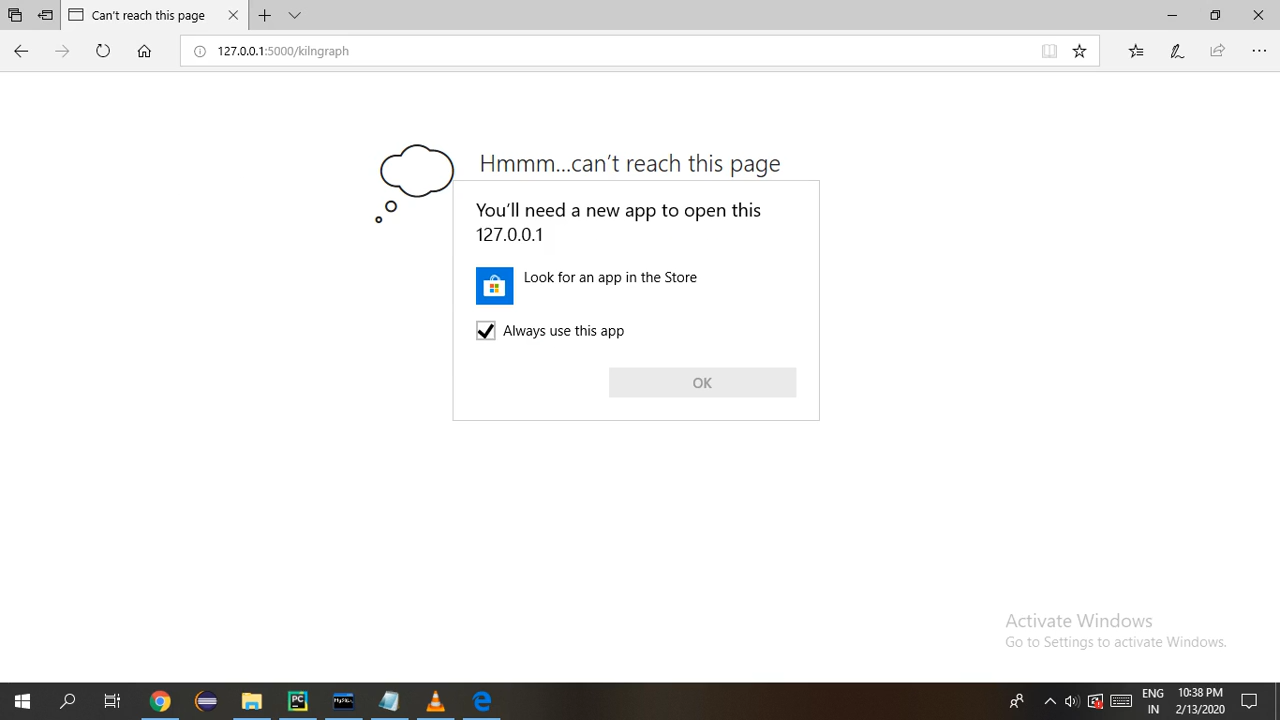 Can't reach this page
127.0.0.1:5000/kilngraph
Hmmm...can’t reach this page
You’ll need a new app to open this
127.0.0.1
Look for an app in the Store
Always use this app
OK
Activate Windows
Go to Settings to activate Windows.
PC
MySQL
ENG
IN
10:38 PM
2/13/2020